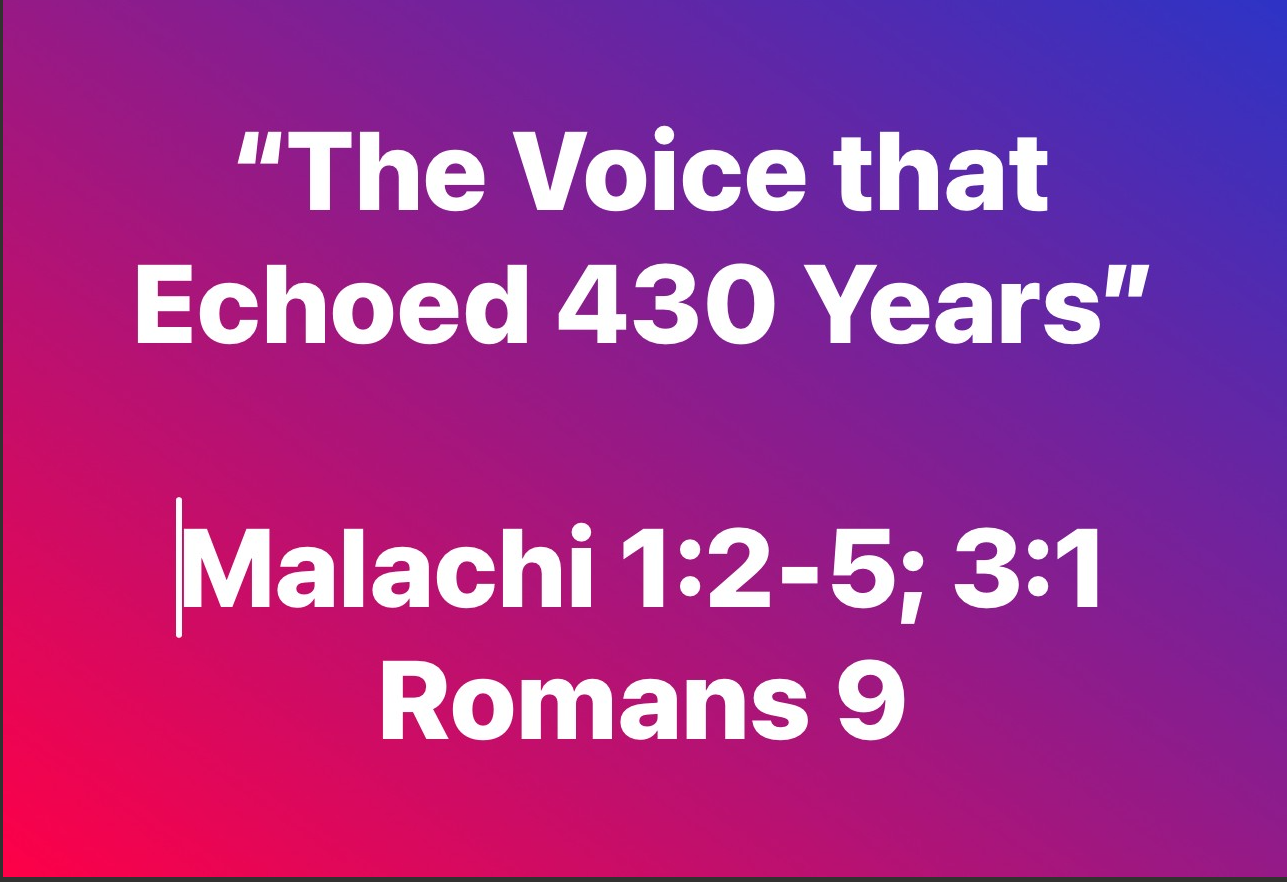 “The Voice that
Echoed 430 Years”
Malachi 1:2-5; 3:1
Romans 9